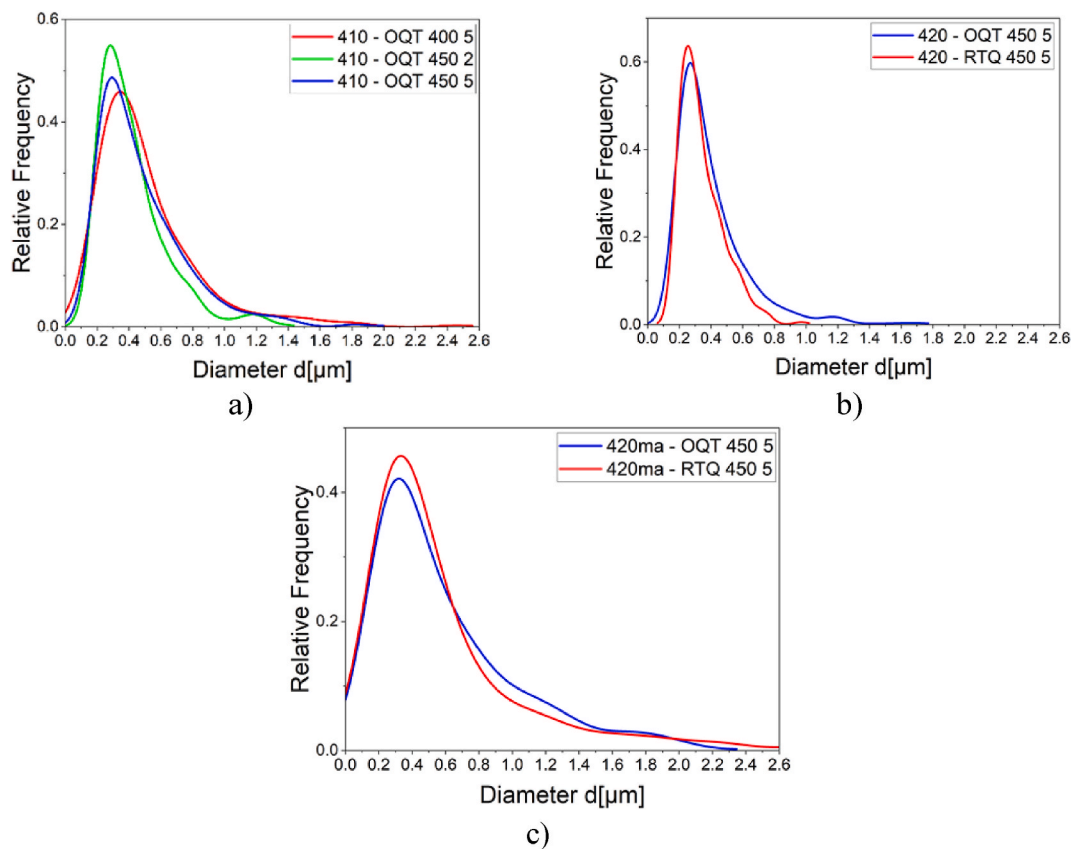 410 - OQT 400 5
410 - OQT 450 2
410 - OQT 450 5
Relative Frequency
0.6
0.4
0.2
0.0
0.0 0.2 0.4 0.6 0.8 1.0 1.2 1.4 1.6 1.8 2.0 2.2 2.4 2.6
Diameter d[µm]
a)
420 - OQT 450 5
420 - RTQ 450 5
Relative Frequency
0.6
0.4
0.2
0.0
0.0 0.2 0.4 0.6 0.8 1.0 1.2 1.4 1.6 1.8 2.0 2.2 2.4 2.6
Diameter d[µm]
b)
420ma - OQT 450 5
420ma - RTQ 450 5
Relative Frequency
0.4
0.2
0.0
0.0 0.2 0.4 0.6 0.8 1.0 1.2 1.4 1.6 1.8 2.0 2.2 2.4 2.6
Diameter d[µm]
c)